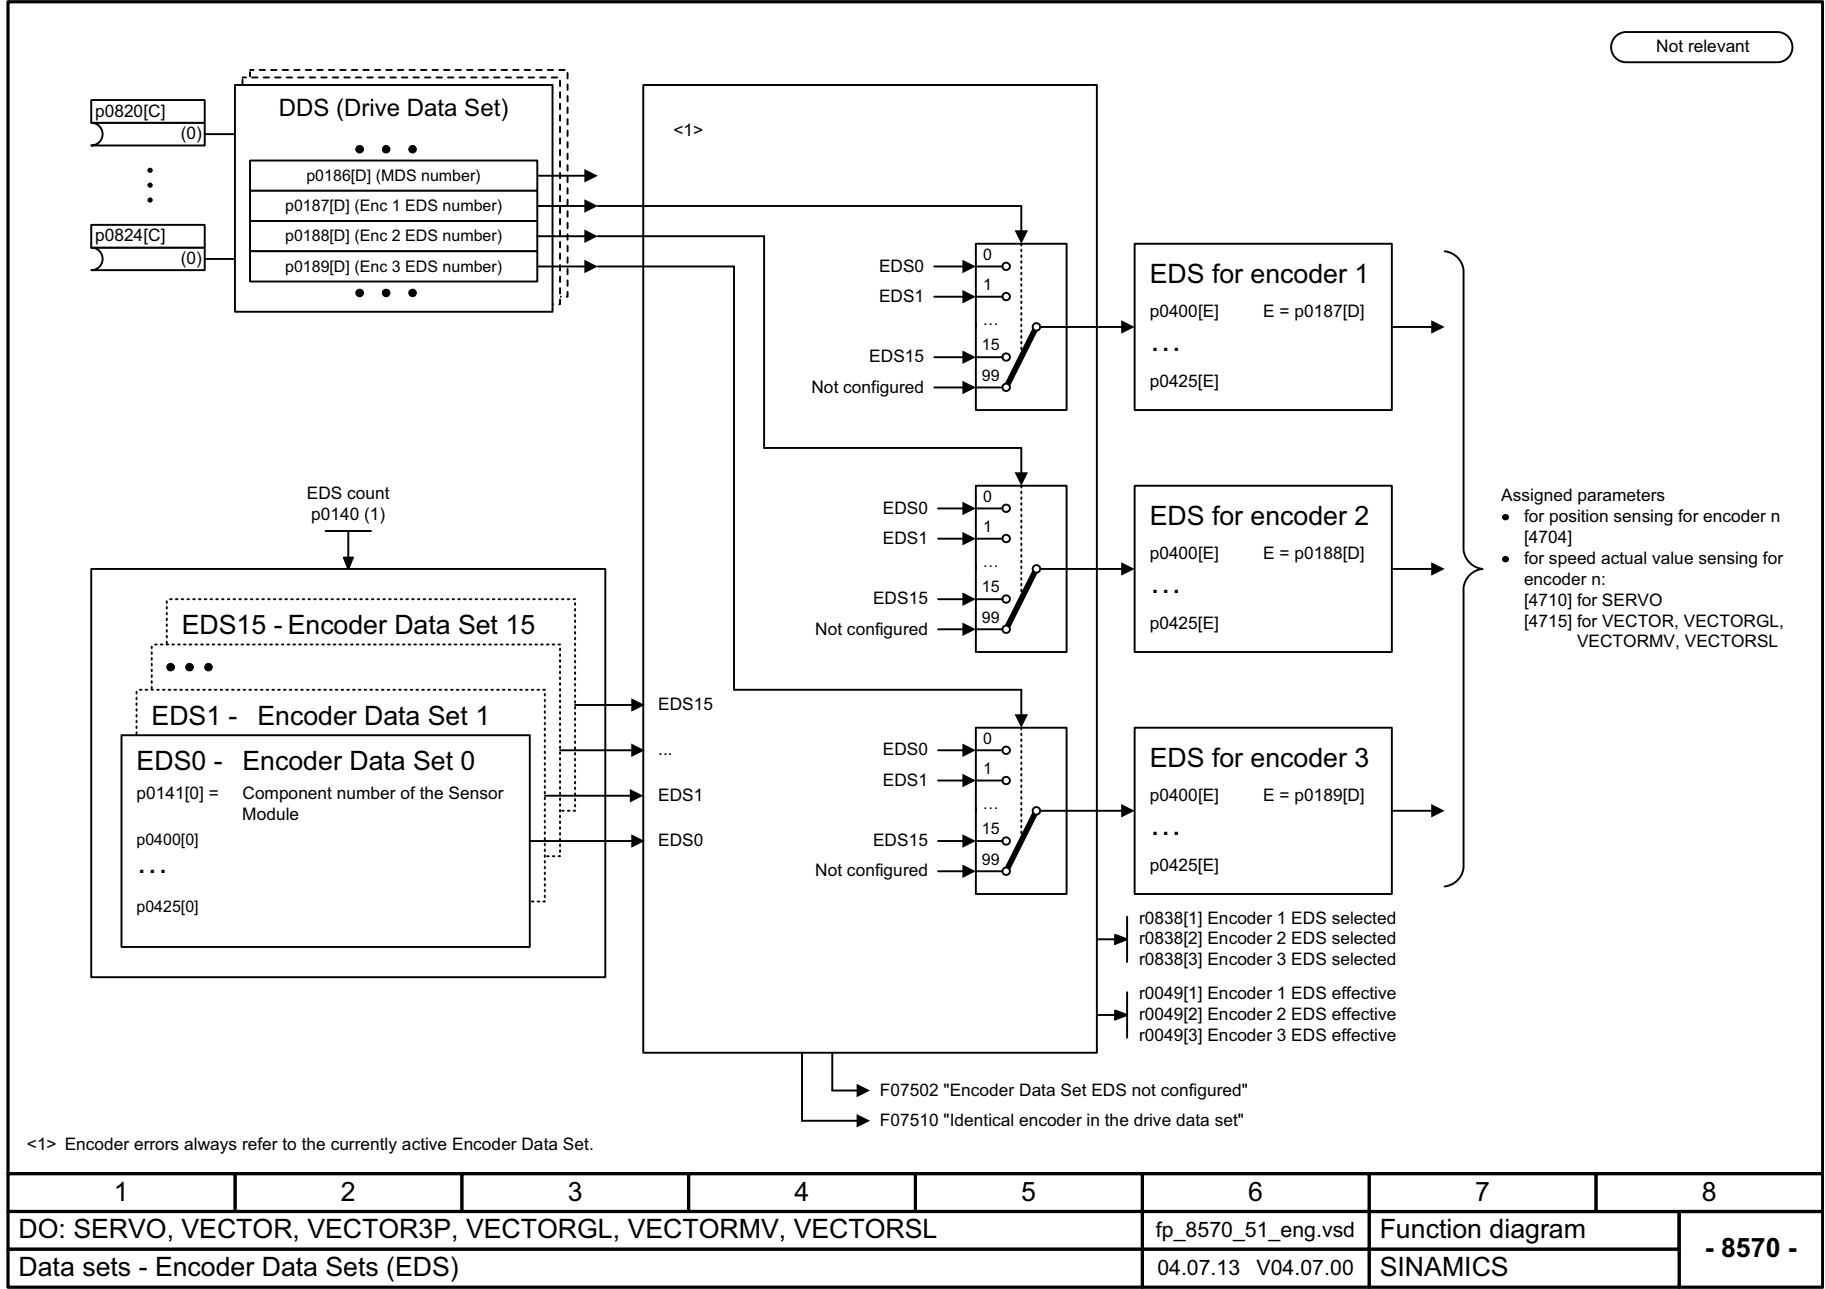 Not relevant
p0820[C]
(0)
p0824[C]
(0)
DDS (Drive Data Set)
p0186[D] (MDS number)
p0187[D] (Enc 1 EDS number)
p0188[D] (Enc 2 EDS number)
p0189[D] (Enc 3 EDS number)
<1>
EDS0
EDS1
EDS15
Not configured
0
1
...
15
99
EDS for encoder 1
p0400[E] E = p0187[D]
...
p0425[E]
EDS0
EDS1
EDS15
Not configured
0
1
...
15
99
EDS for encoder 2
p0400[E] E = p0188[D]
...
p0425[E]
Assigned parameters
• for position sensing for encoder n
[4704]
• for speed actual value sensing for
encoder n:
[4710] for SERVO
[4715] for VECTOR, VECTORGL,
VECTORMV, VECTORSL
EDS count
p0140 (1)
EDS15 - Encoder Data Set 15
EDS1 - Encoder Data Set 1
EDS0 - Encoder Data Set 0
p0141[0] = Component number of the Sensor
Module
p0400[0]
...
p0425[0]
EDS15
...
EDS1
EDS0
EDS0
EDS1
EDS15
Not configured
0
1
...
15
99
EDS for encoder 3
p0400[E] E = p0189[D]
...
p0425[E]
r0838[1] Encoder 1 EDS selected
r0838[2] Encoder 2 EDS selected
r0838[3] Encoder 3 EDS selected
r0049[1] Encoder 1 EDS effective
r0049[2] Encoder 2 EDS effective
r0049[3] Encoder 3 EDS effective
F07502 "Encoder Data Set EDS not configured"
F07510 "Identical encoder in the drive data set"
<1> Encoder errors always refer to the currently active Encoder Data Set.
1 2 3 4 5 6 7 8
DO: SERVO, VECTOR, VECTOR3P, VECTORGL, VECTORMV, VECTORSL
fp_8570_51_eng.vsd
Function diagram
- 8570 -
Data sets - Encoder Data Sets (EDS)
04.07.13 V04.07.00
SINAMICS